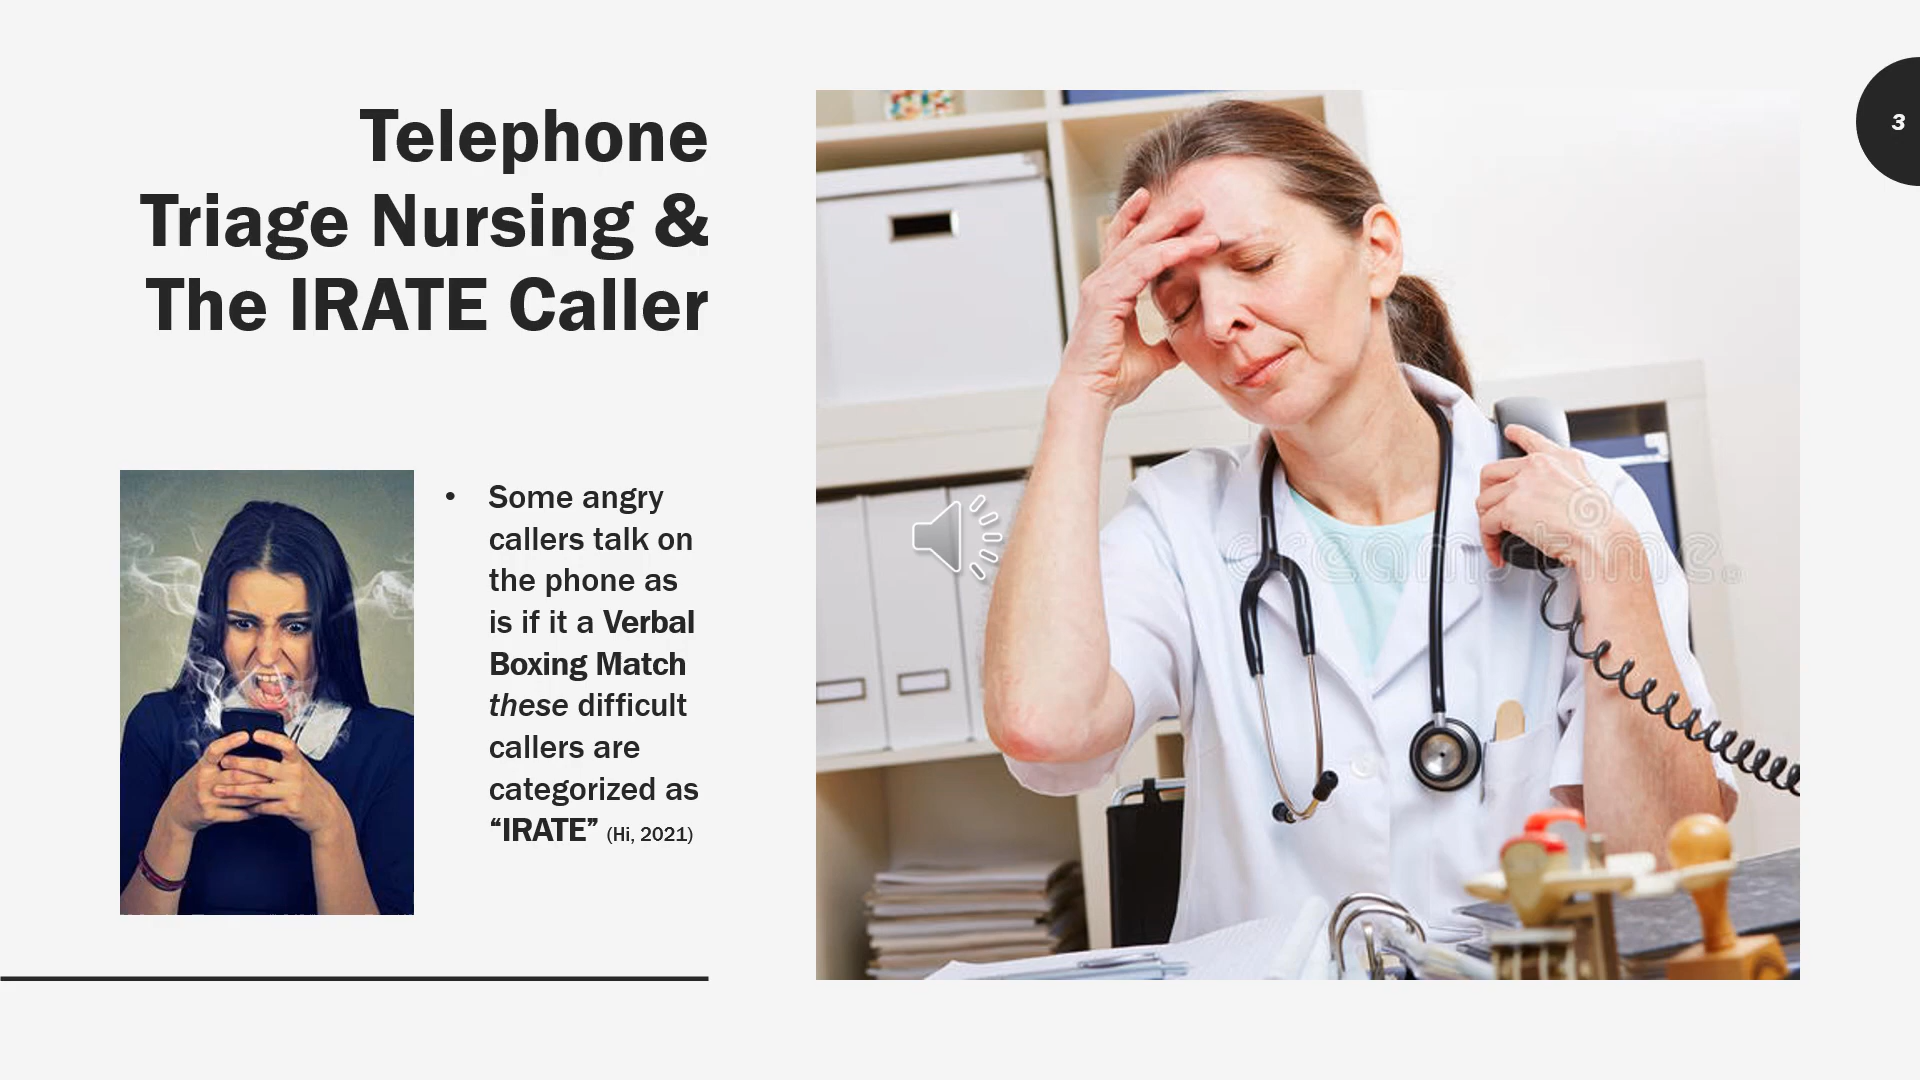 Telephone
Triage Nursing &
The IRATE Caller
3
• Some angry
callers talk on
the phone as
is if it a Verbal
Boxing Match
these difficult
callers are
categorized as
“IRATE” (Hi, 2021)
dreamstime.